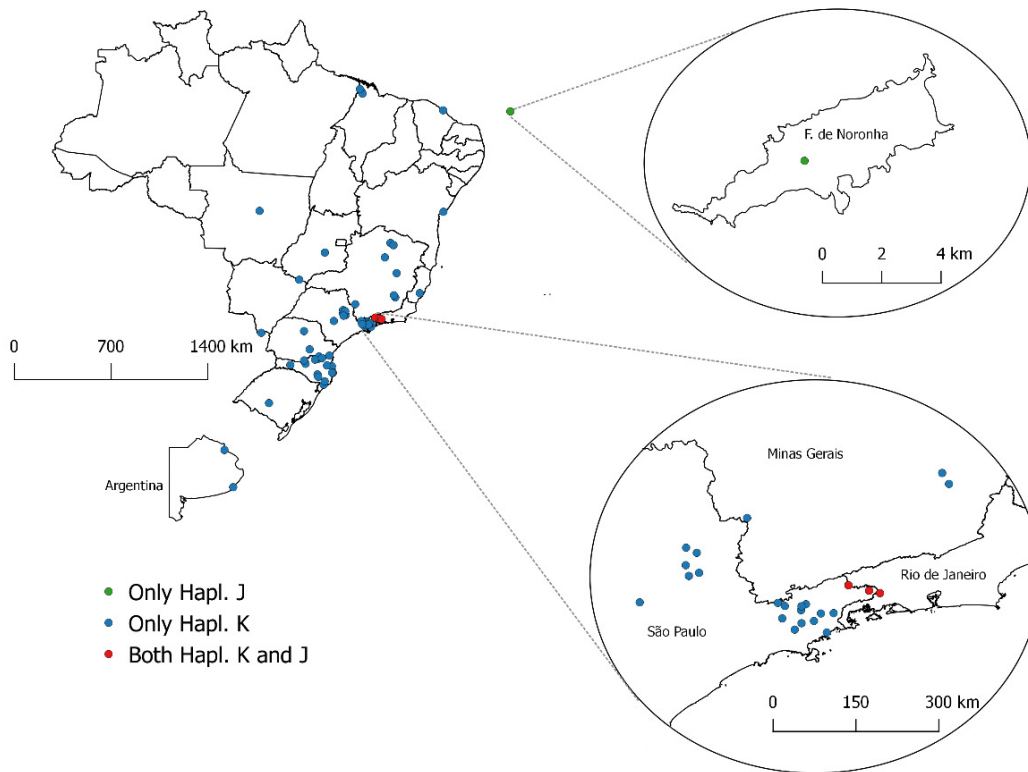 F. de Noronha
0 2 4 km
0 700 1400 km
Argentina
Minas Gerais
Rio de Janeiro
São Paulo
0 150 300 km
Only Hapl. J
Only Hapl. K
Both Hapl. K and J